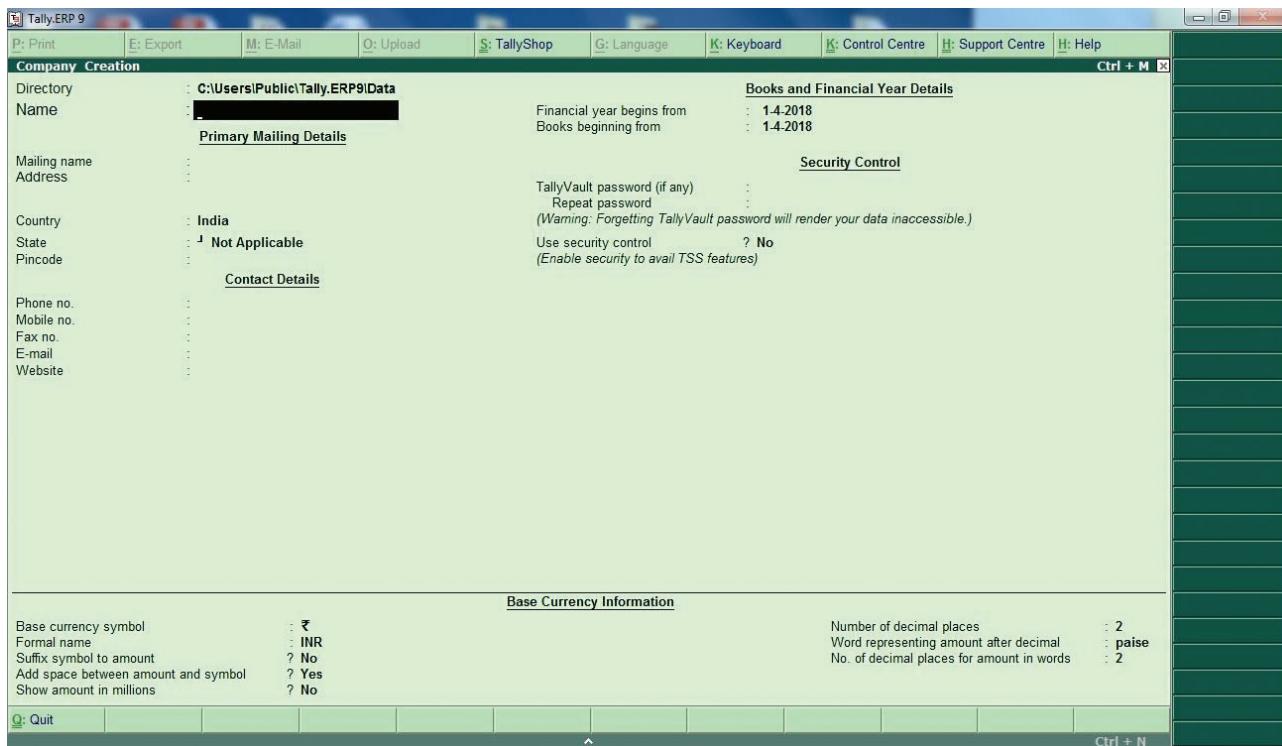 Tally.ERP 9
P: Print E: Export M: E-Mail O: Upload S: TallyShop G: Language K: Keyboard K: Control Centre H: Support Centre H: Help
Company Creation Ctrl + M
Directory : C:\Users\Public\Tally.ERP9\Data
Name :
Primary Mailing Details
Mailing name :
Address :
Country : India
State : ┘ Not Applicable
Pincode :
Contact Details
Phone no. :
Mobile no. :
Fax no. :
E-mail :
Website :
Books and Financial Year Details
Financial year begins from : 1-4-2018
Books beginning from : 1-4-2018
Security Control
TallyVault password (if any) :
Repeat password :
(Warning: Forgetting TallyVault password will render your data inaccessible.)
Use security control ? No
(Enable security to avail TSS features)
Base Currency Information
Base currency symbol : ₹
Formal name : INR
Suffix symbol to amount ? No
Add space between amount and symbol ? Yes
Show amount in millions ? No
Number of decimal places : 2
Word representing amount after decimal : paise
No. of decimal places for amount in words : 2
Q: Quit
Ctrl + N